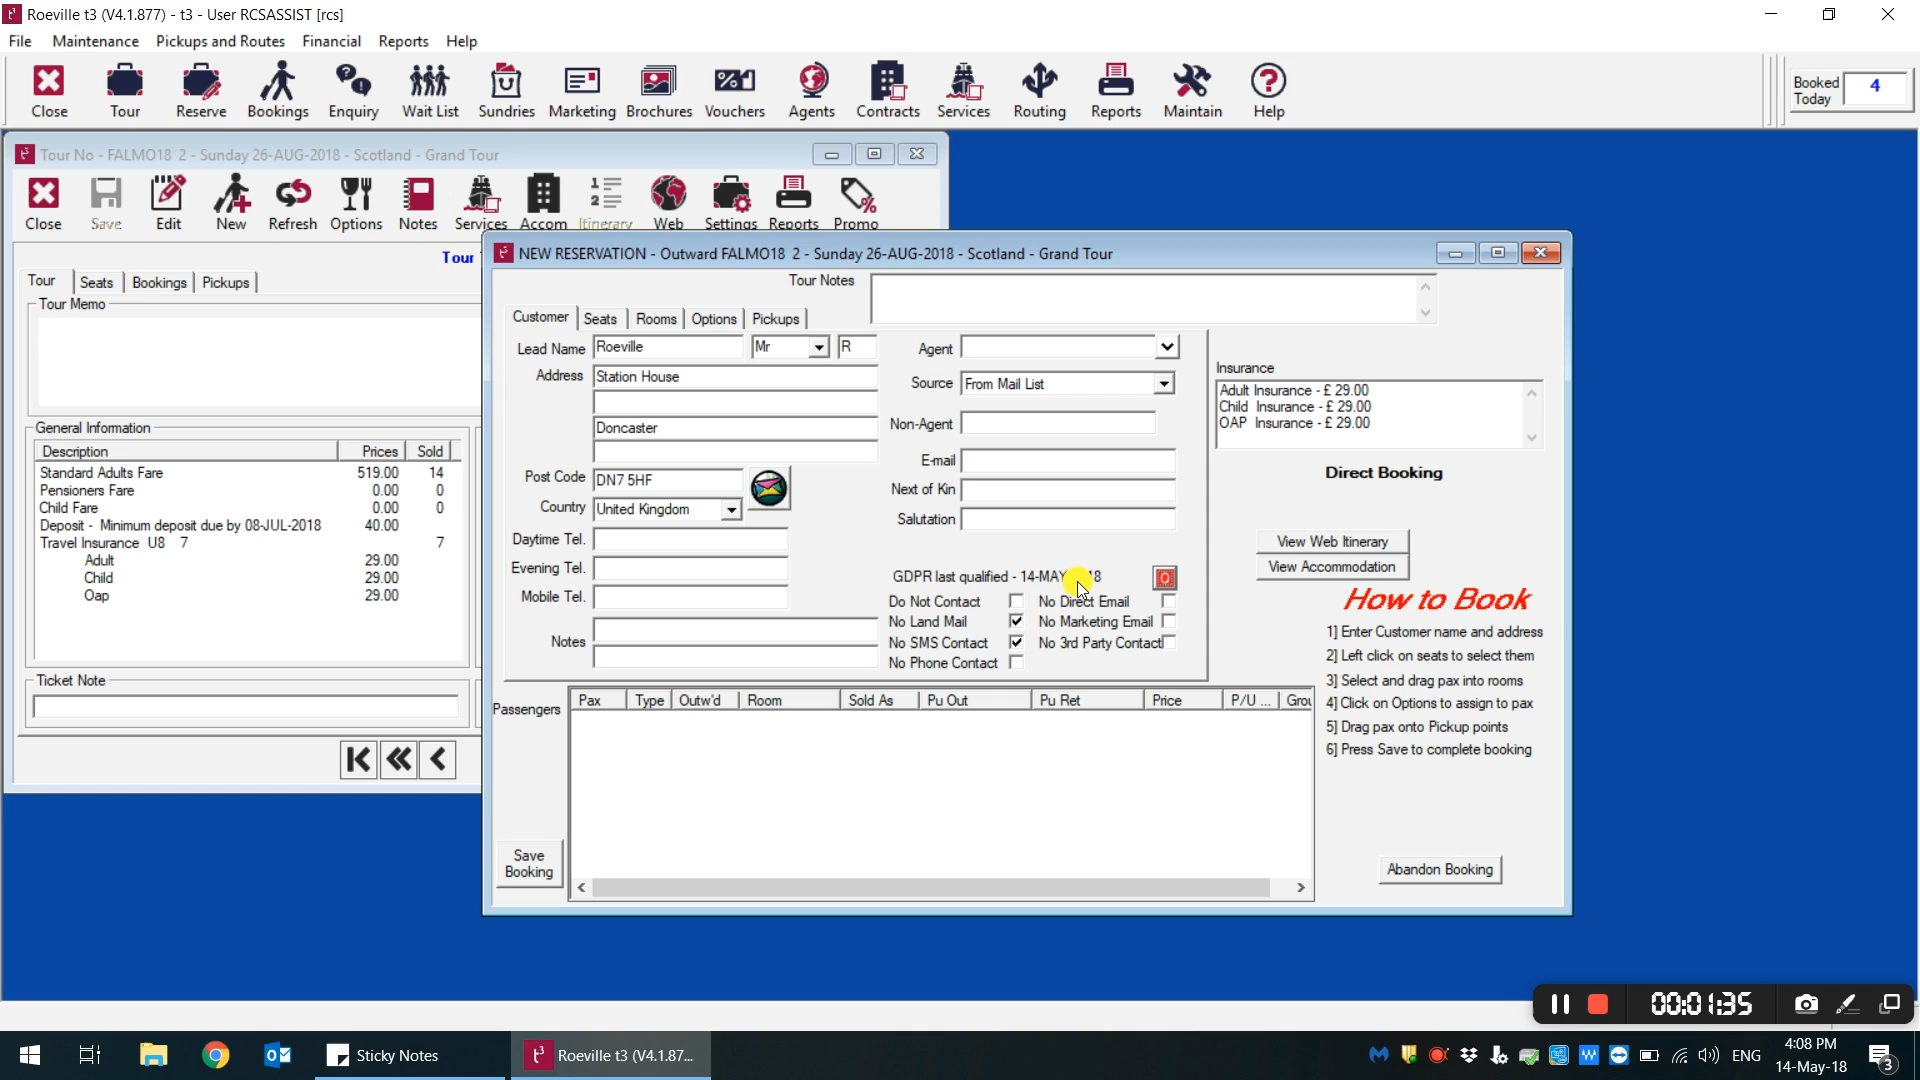 Roeville t3 (V4.1.877) - t3 - User RCSASSIST [rcs]
File Maintenance Pickups and Routes Financial Reports Help
Close Tour Reserve Bookings Enquiry Wait List Sundries Marketing Brochures Vouchers Agents Contracts Services Routing Reports Maintain Help
Booked Today 4
Tour No - FALMO18 2 - Sunday 26-AUG-2018 - Scotland - Grand Tour
Close Save Edit New Refresh Options Notes Services Accom Itinerary Web Settings Reports Promo
Tour
Tour Seats Bookings Pickups
Tour Memo
General Information
Description Prices Sold
Standard Adults Fare 519.00 14
Pensioners Fare 0.00 0
Child Fare 0.00 0
Deposit - Minimum deposit due by 08-JUL-2018 40.00
Travel Insurance U8 7 7
Adult 29.00
Child 29.00
Oap 29.00
Ticket Note
NEW RESERVATION - Outward FALMO18 2 - Sunday 26-AUG-2018 - Scotland - Grand Tour
Tour Notes
Customer Seats Rooms Options Pickups
Lead Name Roeville Mr R
Address Station House
Doncaster
Post Code DN7 5HF
Country United Kingdom
Daytime Tel.
Evening Tel.
Mobile Tel.
Notes
Agent
Source From Mail List
Non-Agent
E-mail
Next of Kin
Salutation
GDPR last qualified - 14-MAY 18
Do Not Contact No Direct Email
No Land Mail No Marketing Email
No SMS Contact No 3rd Party Contact
No Phone Contact
Insurance
Adult Insurance - £ 29.00
Child Insurance - £ 29.00
OAP Insurance - £ 29.00
Direct Booking
View Web Itinerary
View Accommodation
How to Book
1] Enter Customer name and address
2] Left click on seats to select them
3] Select and drag pax into rooms
4] Click on Options to assign to pax
5] Drag pax onto Pickup points
6] Press Save to complete booking
Passengers
Pax Type Outw'd Room Sold As Pu Out Pu Ret Price P/U ... Grou
Save Booking
Abandon Booking
00:01:35
Sticky Notes
Roeville t3 (V4.1.87...
ENG
4:08 PM
14-May-18
3